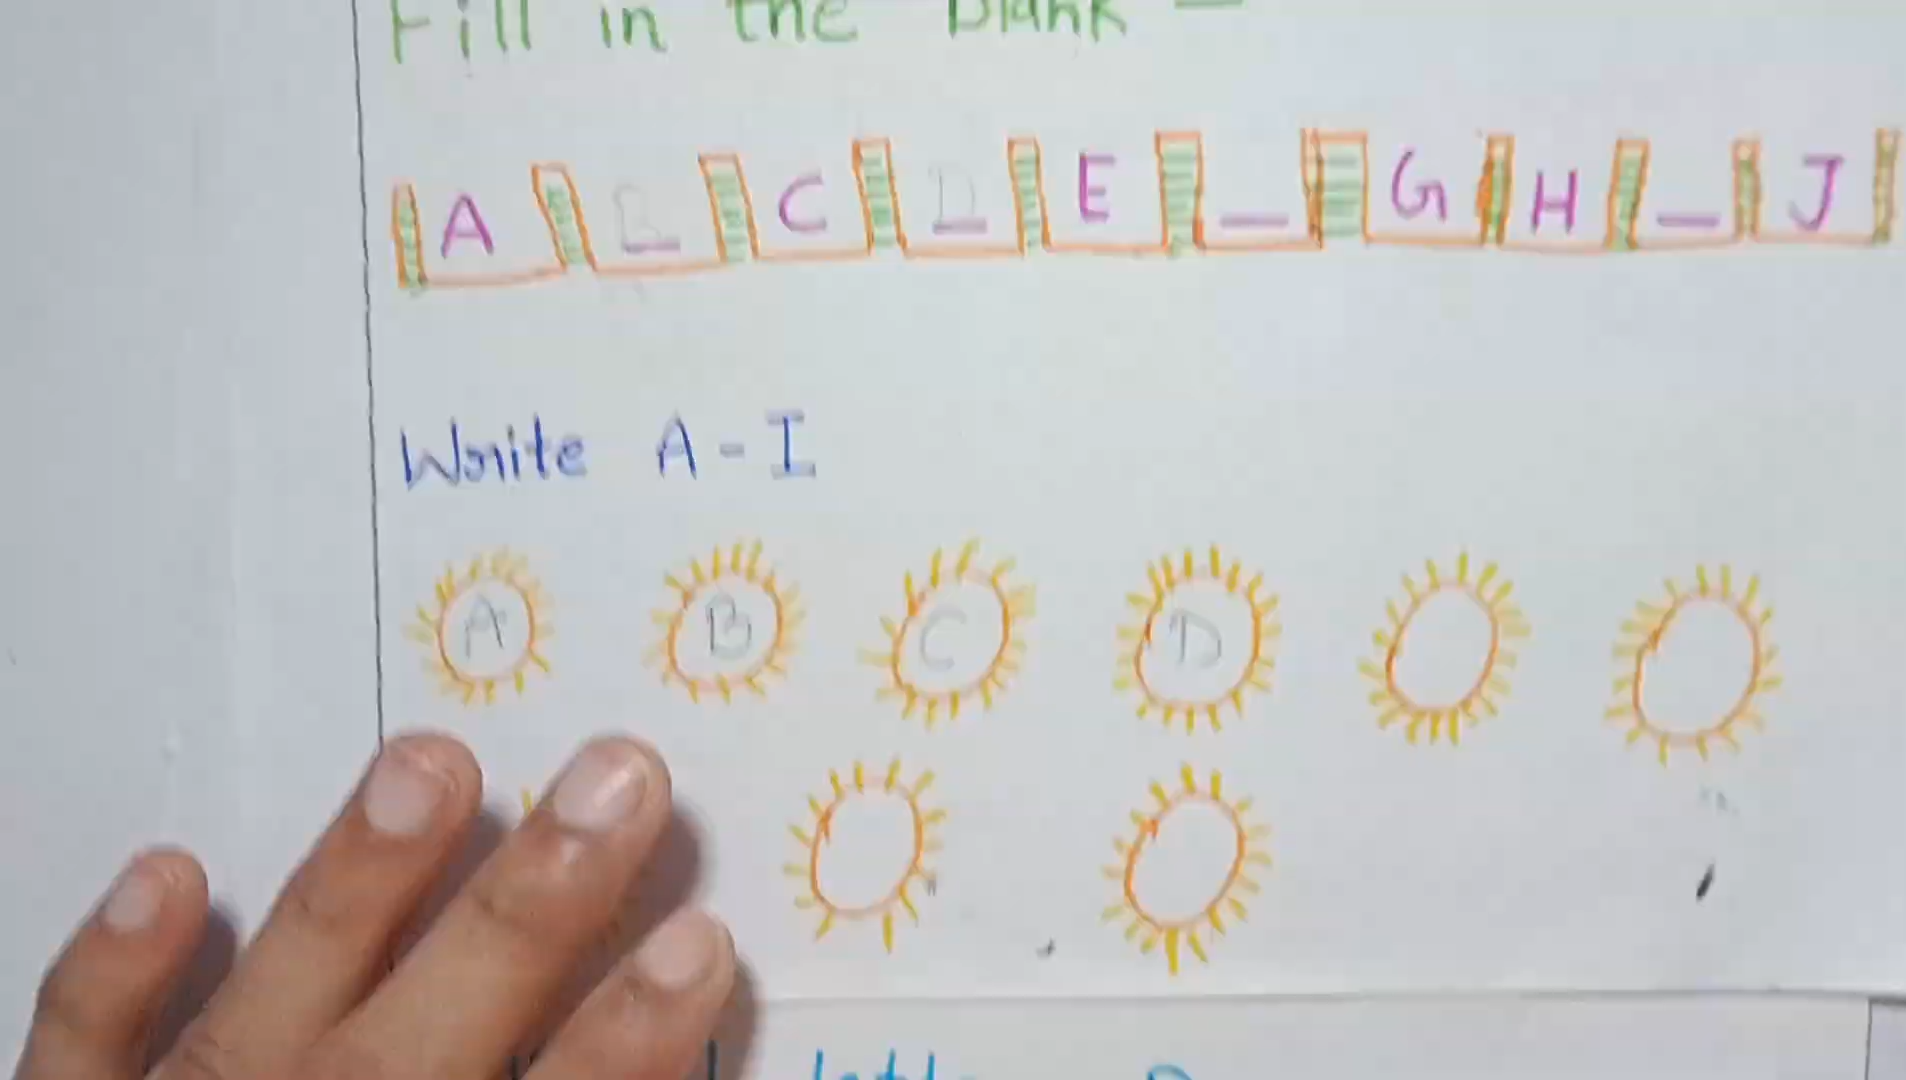 Fill in the blank -
A B C D E _ G H _ J
Write A - I
A B C D